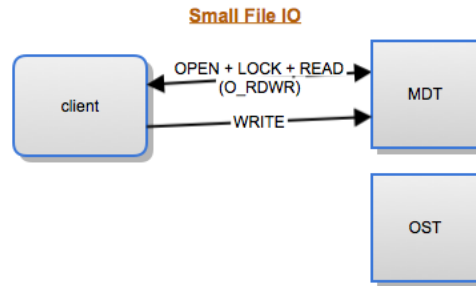 Small File IO
OPEN + LOCK + READ
(O_RDWR)
client
MDT
WRITE
OST